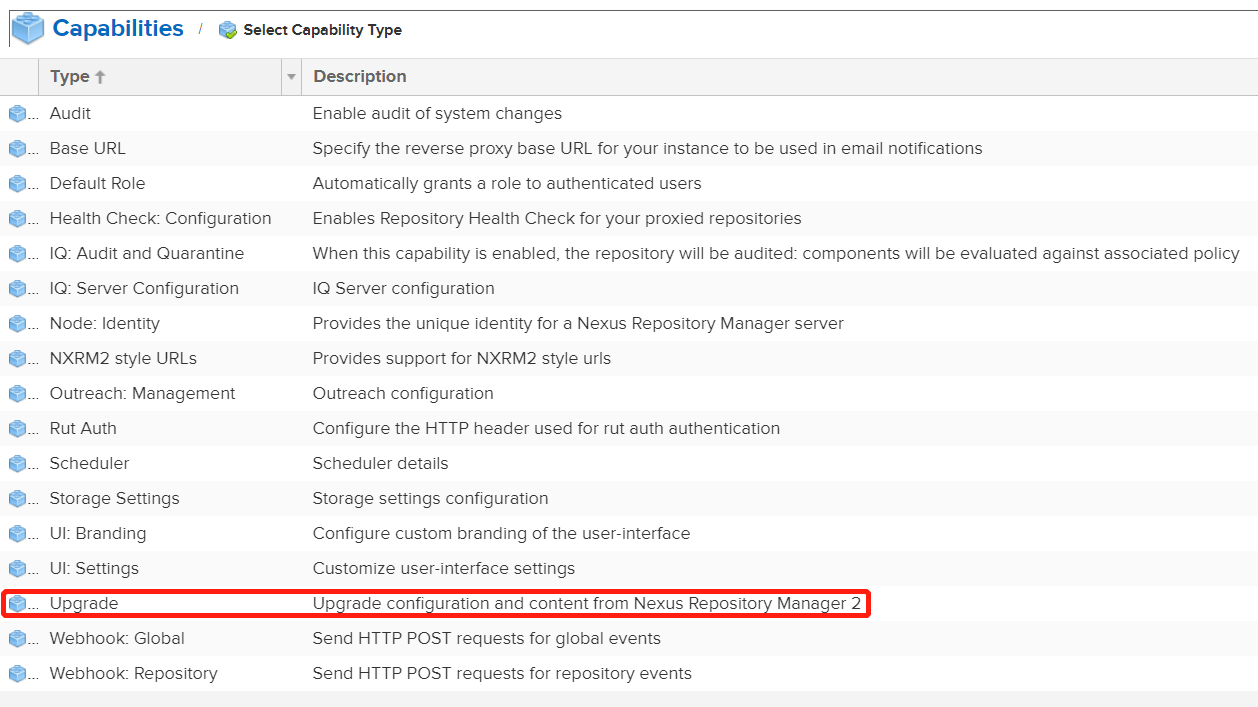 Capabilities / Select Capability Type
Type Description
... Audit Enable audit of system changes
... Base URL Specify the reverse proxy base URL for your instance to be used in email notifications
... Default Role Automatically grants a role to authenticated users
... Health Check: Configuration Enables Repository Health Check for your proxied repositories
... IQ: Audit and Quarantine When this capability is enabled, the repository will be audited: components will be evaluated against associated policy
... IQ: Server Configuration IQ Server configuration
... Node: Identity Provides the unique identity for a Nexus Repository Manager server
... NXRM2 style URLs Provides support for NXRM2 style urls
... Outreach: Management Outreach configuration
... Rut Auth Configure the HTTP header used for rut auth authentication
... Scheduler Scheduler details
... Storage Settings Storage settings configuration
... UI: Branding Configure custom branding of the user-interface
... UI: Settings Customize user-interface settings
... Upgrade Upgrade configuration and content from Nexus Repository Manager 2
... Webhook: Global Send HTTP POST requests for global events
... Webhook: Repository Send HTTP POST requests for repository events